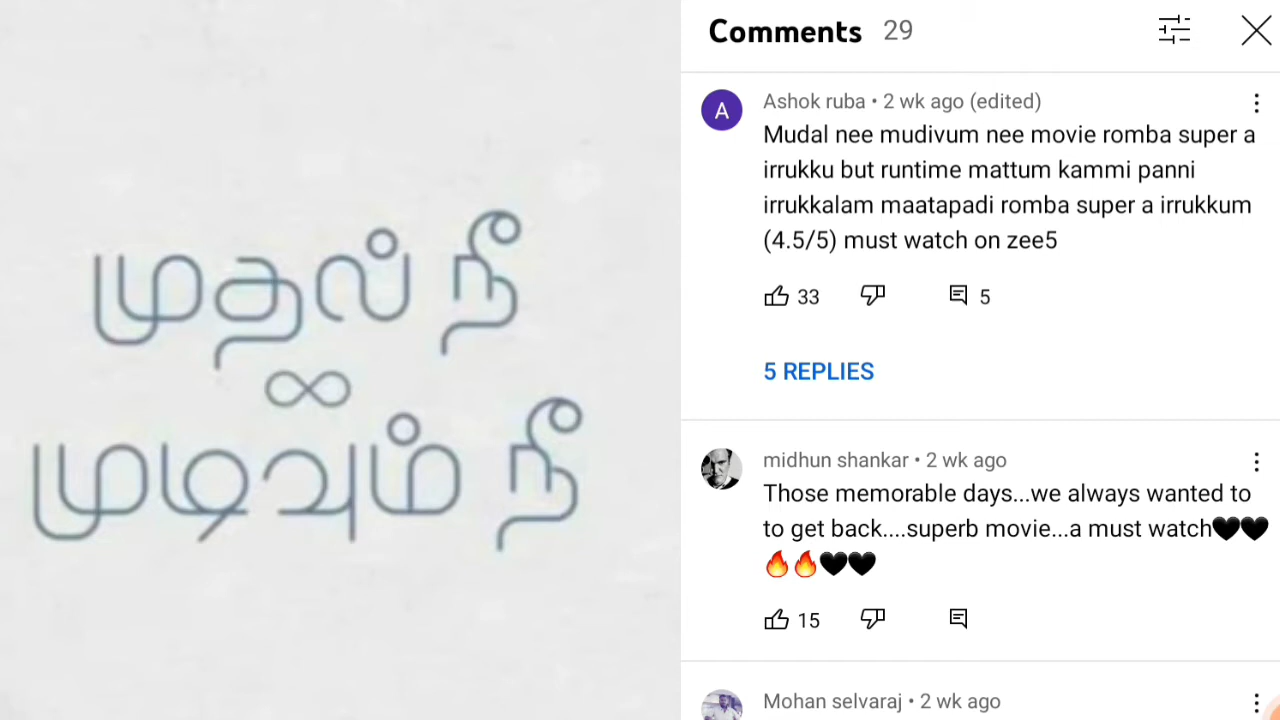 முதல் நீ
முடிவும் நீ
Comments 29
A
Ashok ruba • 2 wk ago (edited)
Mudal nee mudivum nee movie romba super a
irrukku but runtime mattum kammi panni
irrukkalam maatapadi romba super a irrukkum
(4.5/5) must watch on zee5
33 5
5 REPLIES
midhun shankar • 2 wk ago
Those memorable days...we always wanted to
to get back....superb movie...a must watch🖤🖤
🔥🔥🖤🖤
15
Mohan selvaraj • 2 wk ago